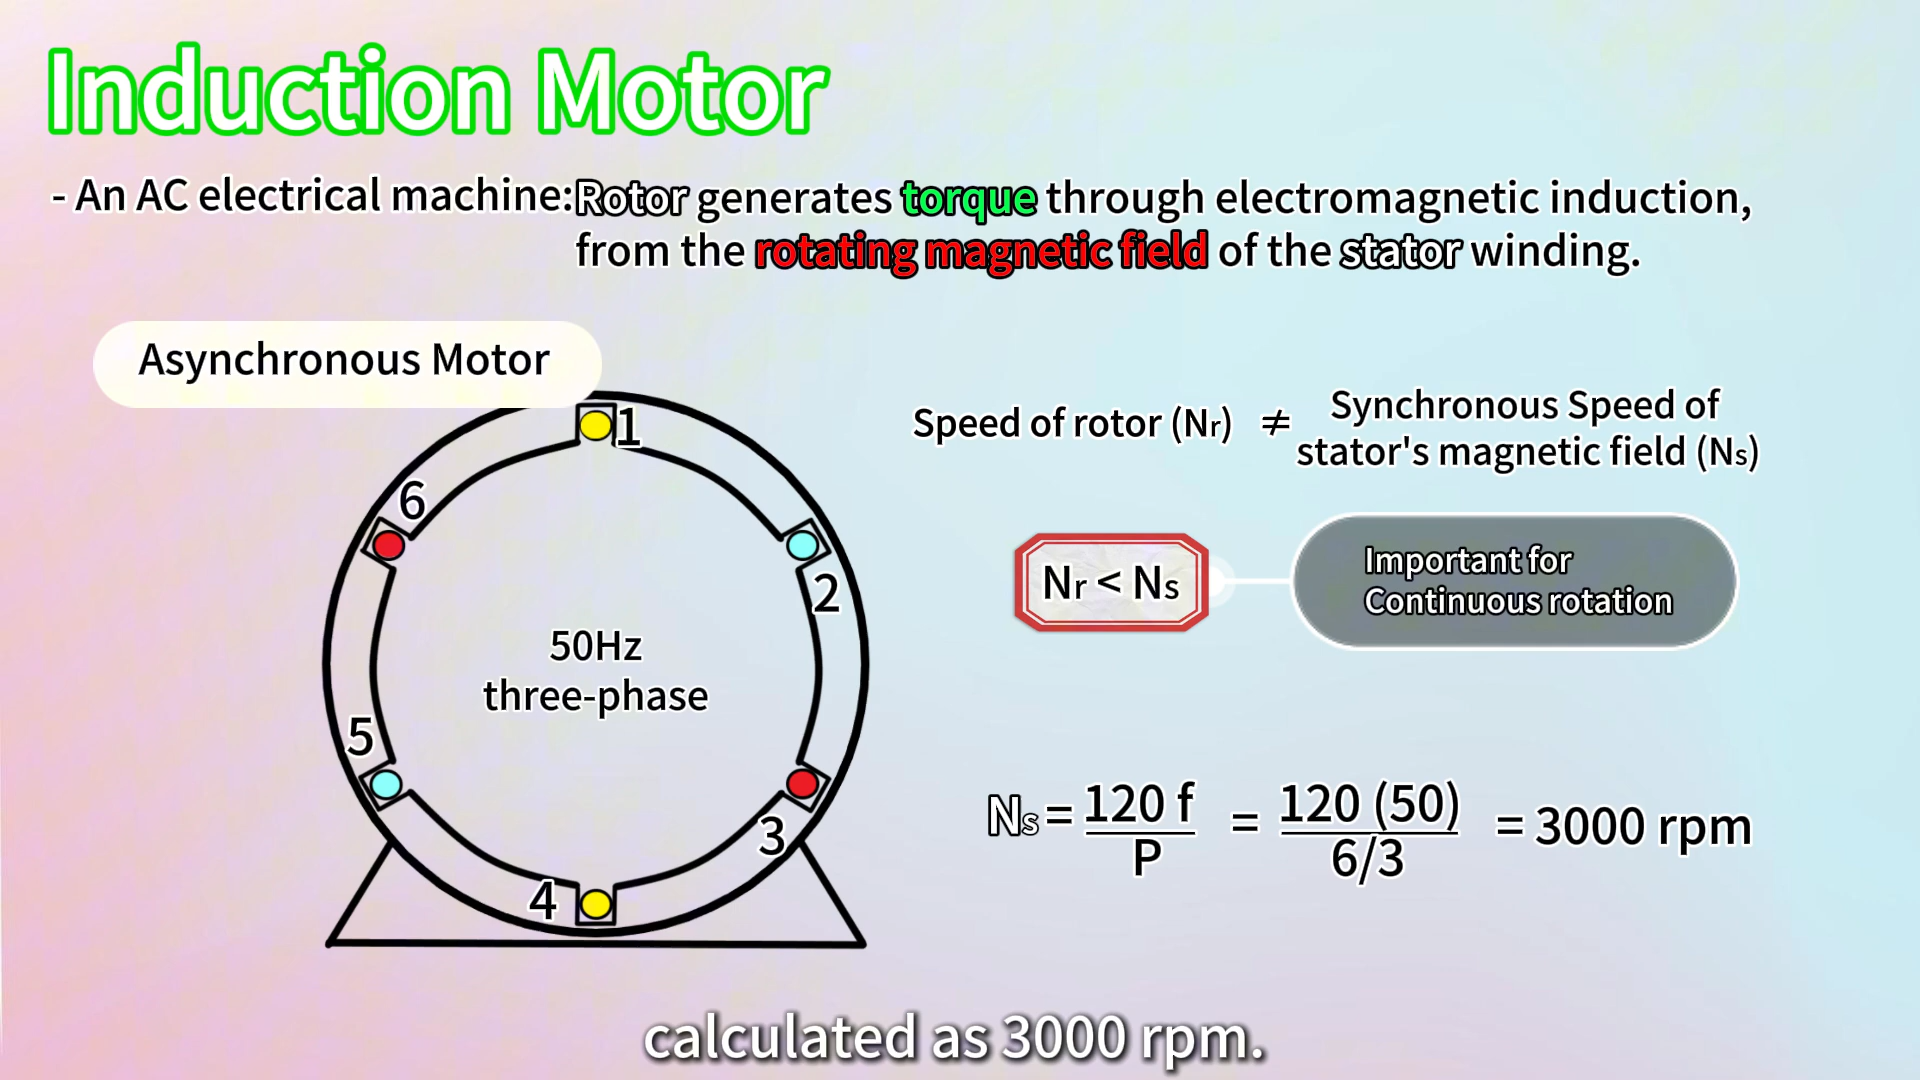 Induction Motor
- An AC electrical machine: Rotor generates torque through electromagnetic induction,
from the rotating magnetic field of the stator winding.
Asynchronous Motor
1
6
2
50Hz
three-phase
5
3
4
Speed of rotor (Nr) ≠ Synchronous Speed of
stator's magnetic field (Ns)
Nr < Ns
Important for
Continuous rotation
Ns = 120 f / P = 120 (50) / 6/3 = 3000 rpm
calculated as 3000 rpm.